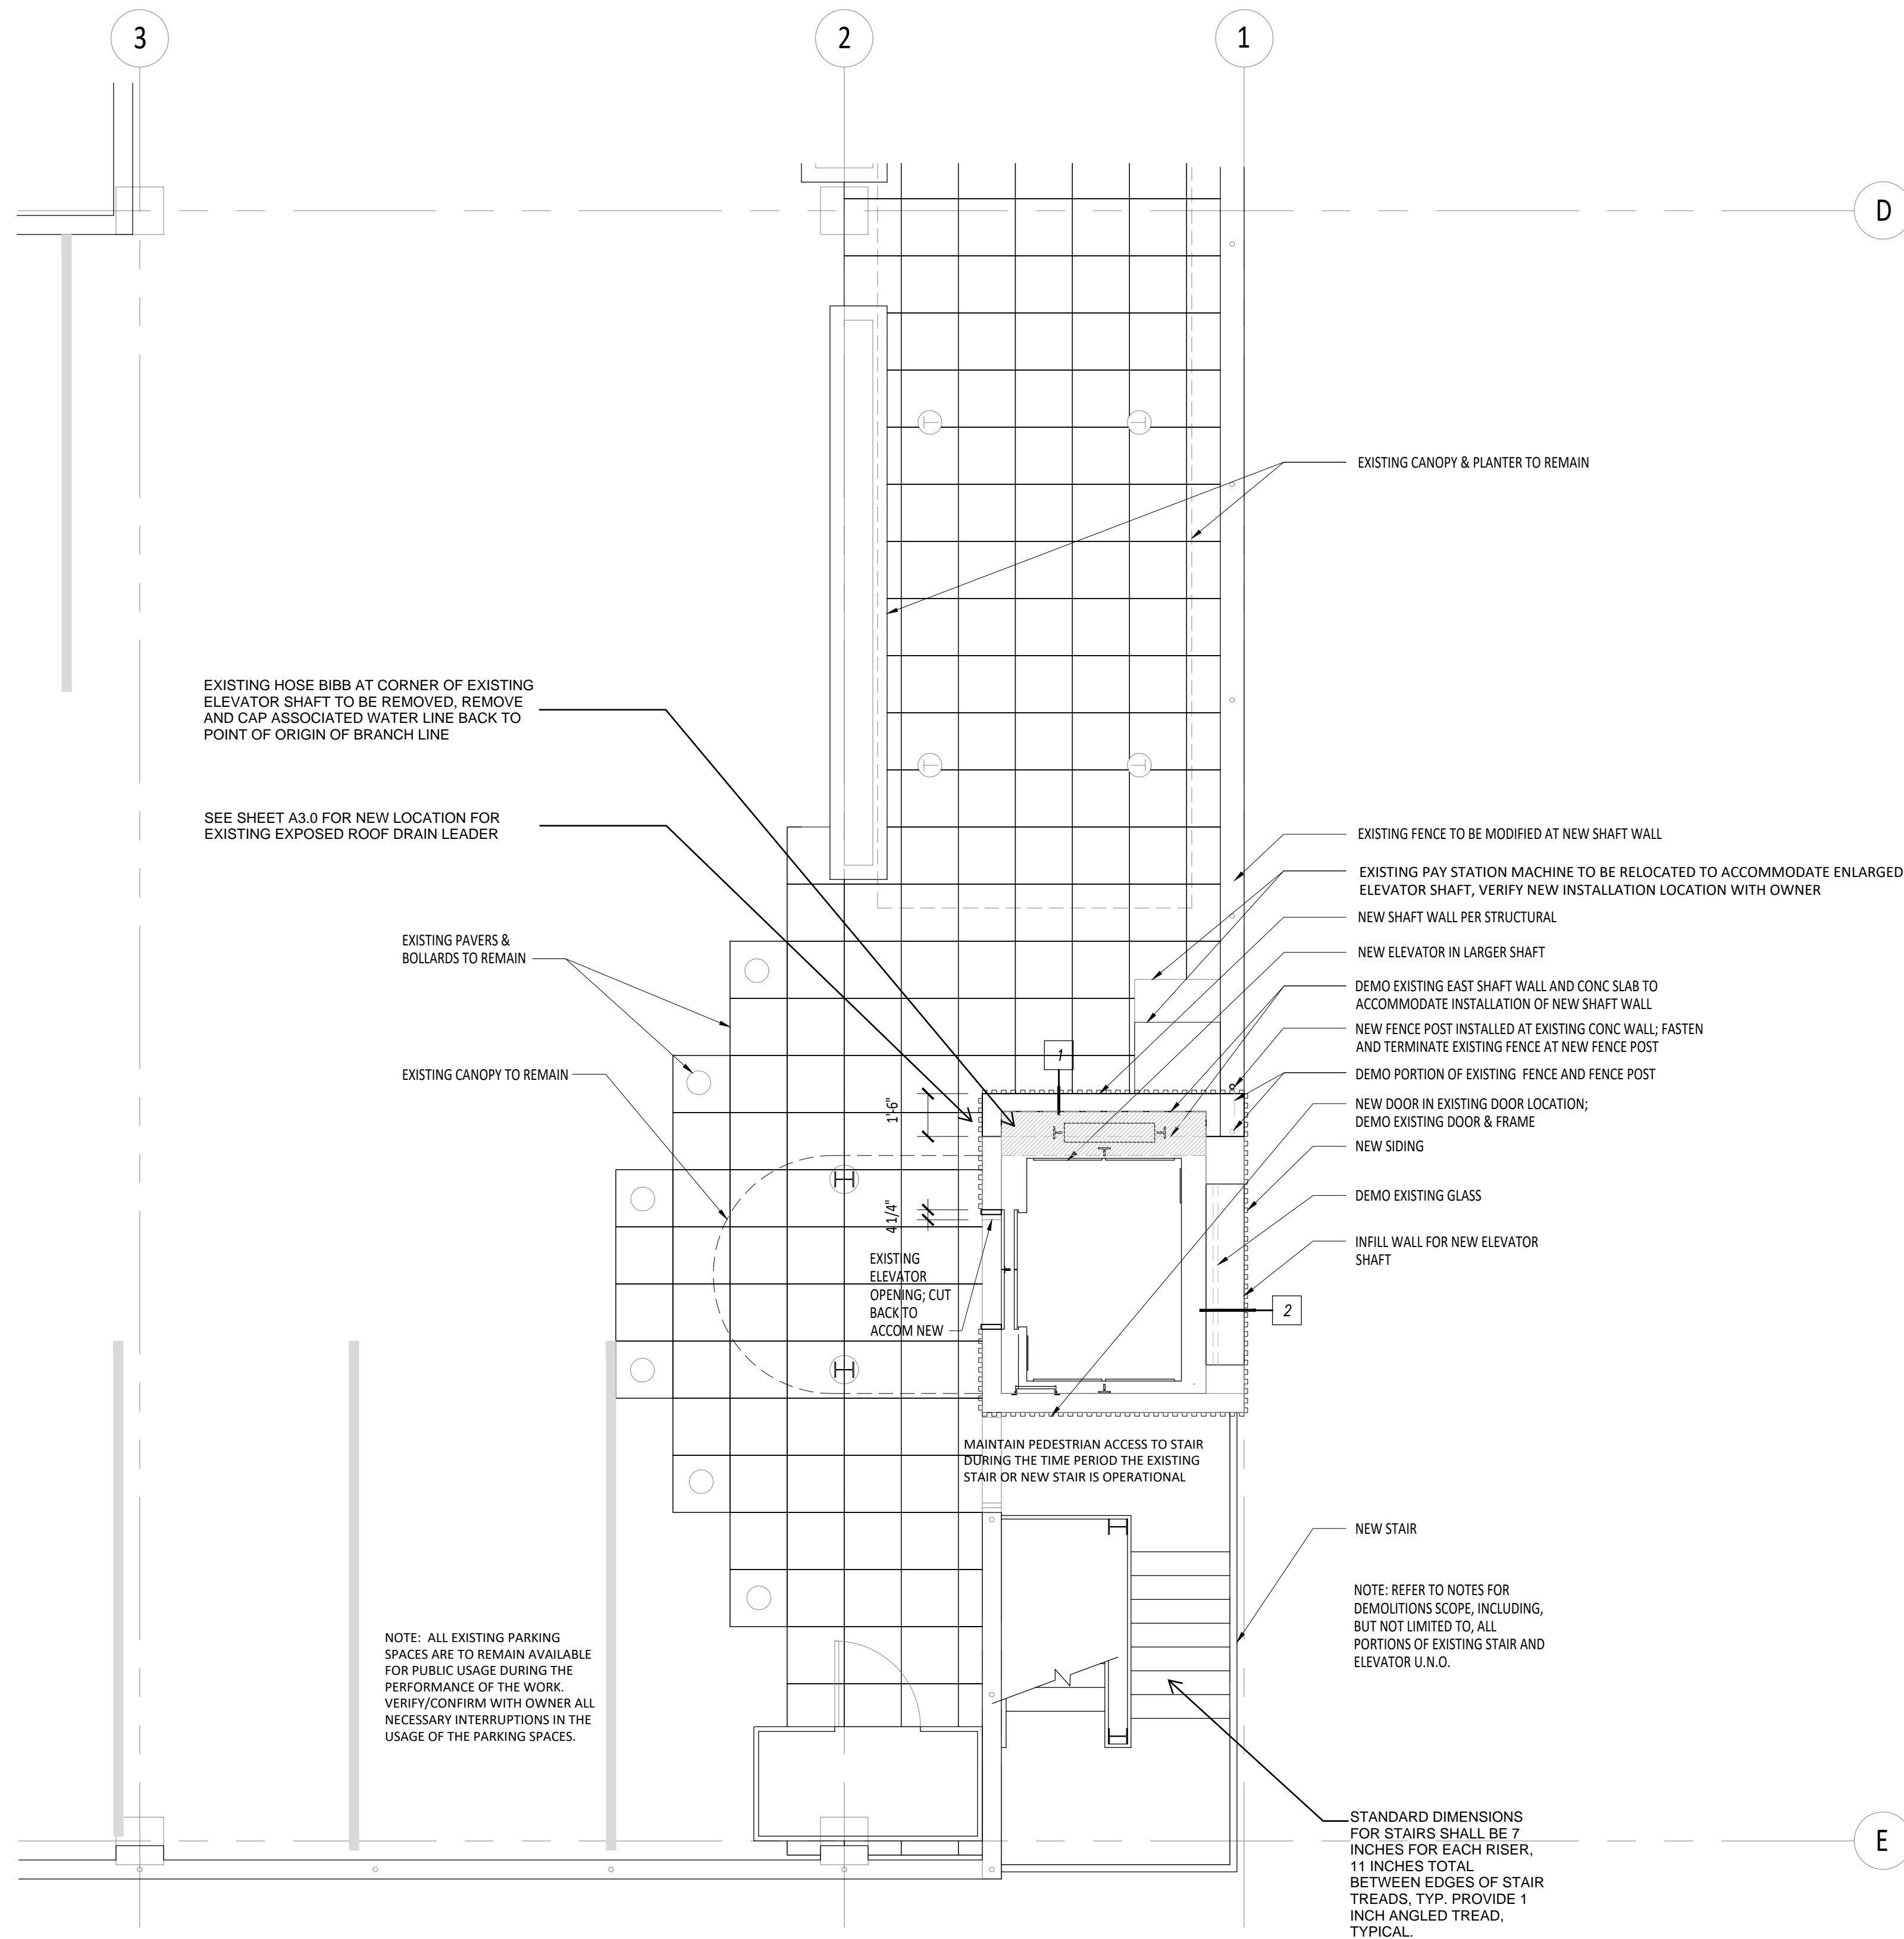 3
2
1
D
EXISTING CANOPY & PLANTER TO REMAIN
EXISTING HOSE BIBB AT CORNER OF EXISTING
ELEVATOR SHAFT TO BE REMOVED, REMOVE
AND CAP ASSOCIATED WATER LINE BACK TO
POINT OF ORIGIN OF BRANCH LINE
SEE SHEET A3.0 FOR NEW LOCATION FOR
EXISTING EXPOSED ROOF DRAIN LEADER
EXISTING FENCE TO BE MODIFIED AT NEW SHAFT WALL
EXISTING PAY STATION MACHINE TO BE RELOCATED TO ACCOMMODATE ENLARGED
ELEVATOR SHAFT, VERIFY NEW INSTALLATION LOCATION WITH OWNER
NEW SHAFT WALL PER STRUCTURAL
EXISTING PAVERS &
BOLLARDS TO REMAIN
NEW ELEVATOR IN LARGER SHAFT
DEMO EXISTING EAST SHAFT WALL AND CONC SLAB TO
ACCOMMODATE INSTALLATION OF NEW SHAFT WALL
NEW FENCE POST INSTALLED AT EXISTING CONC WALL; FASTEN
AND TERMINATE EXISTING FENCE AT NEW FENCE POST
1
EXISTING CANOPY TO REMAIN
DEMO PORTION OF EXISTING FENCE AND FENCE POST
1'-6"
NEW DOOR IN EXISTING DOOR LOCATION;
DEMO EXISTING DOOR & FRAME
NEW SIDING
DEMO EXISTING GLASS
4 1/4"
INFILL WALL FOR NEW ELEVATOR
SHAFT
EXISTING
ELEVATOR
OPENING; CUT
BACK TO
ACCOM NEW
2
MAINTAIN PEDESTRIAN ACCESS TO STAIR
DURING THE TIME PERIOD THE EXISTING
STAIR OR NEW STAIR IS OPERATIONAL
NEW STAIR
NOTE: REFER TO NOTES FOR
DEMOLITIONS SCOPE, INCLUDING,
BUT NOT LIMITED TO, ALL
PORTIONS OF EXISTING STAIR AND
ELEVATOR U.N.O.
NOTE: ALL EXISTING PARKING
SPACES ARE TO REMAIN AVAILABLE
FOR PUBLIC USAGE DURING THE
PERFORMANCE OF THE WORK.
VERIFY/CONFIRM WITH OWNER ALL
NECESSARY INTERRUPTIONS IN THE
USAGE OF THE PARKING SPACES.
STANDARD DIMENSIONS
FOR STAIRS SHALL BE 7
INCHES FOR EACH RISER,
11 INCHES TOTAL
BETWEEN EDGES OF STAIR
TREADS, TYP. PROVIDE 1
INCH ANGLED TREAD,
TYPICAL.
E